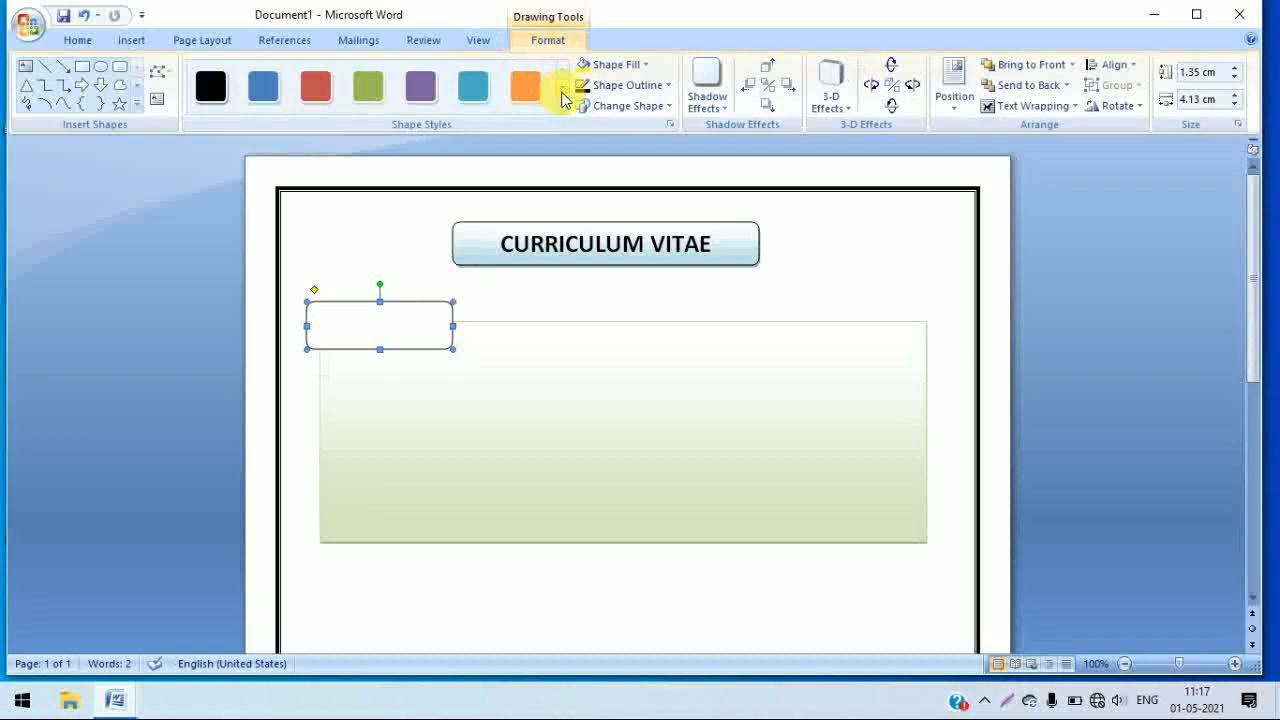 Document1 - Microsoft Word
Drawing Tools
Home Insert Page Layout References Mailings Review View Format
Shape Fill
Shape Outline
Change Shape
Shadow Effects
3-D Effects
Position
Bring to Front
Send to Back
Text Wrapping
Align
Group
Rotate
1.35 cm
4.13 cm
Insert Shapes Shape Styles Shadow Effects 3-D Effects Arrange Size
CURRICULUM VITAE
Page: 1 of 1 Words: 2 English (United States) 100%
ENG
11:17
01-05-2021